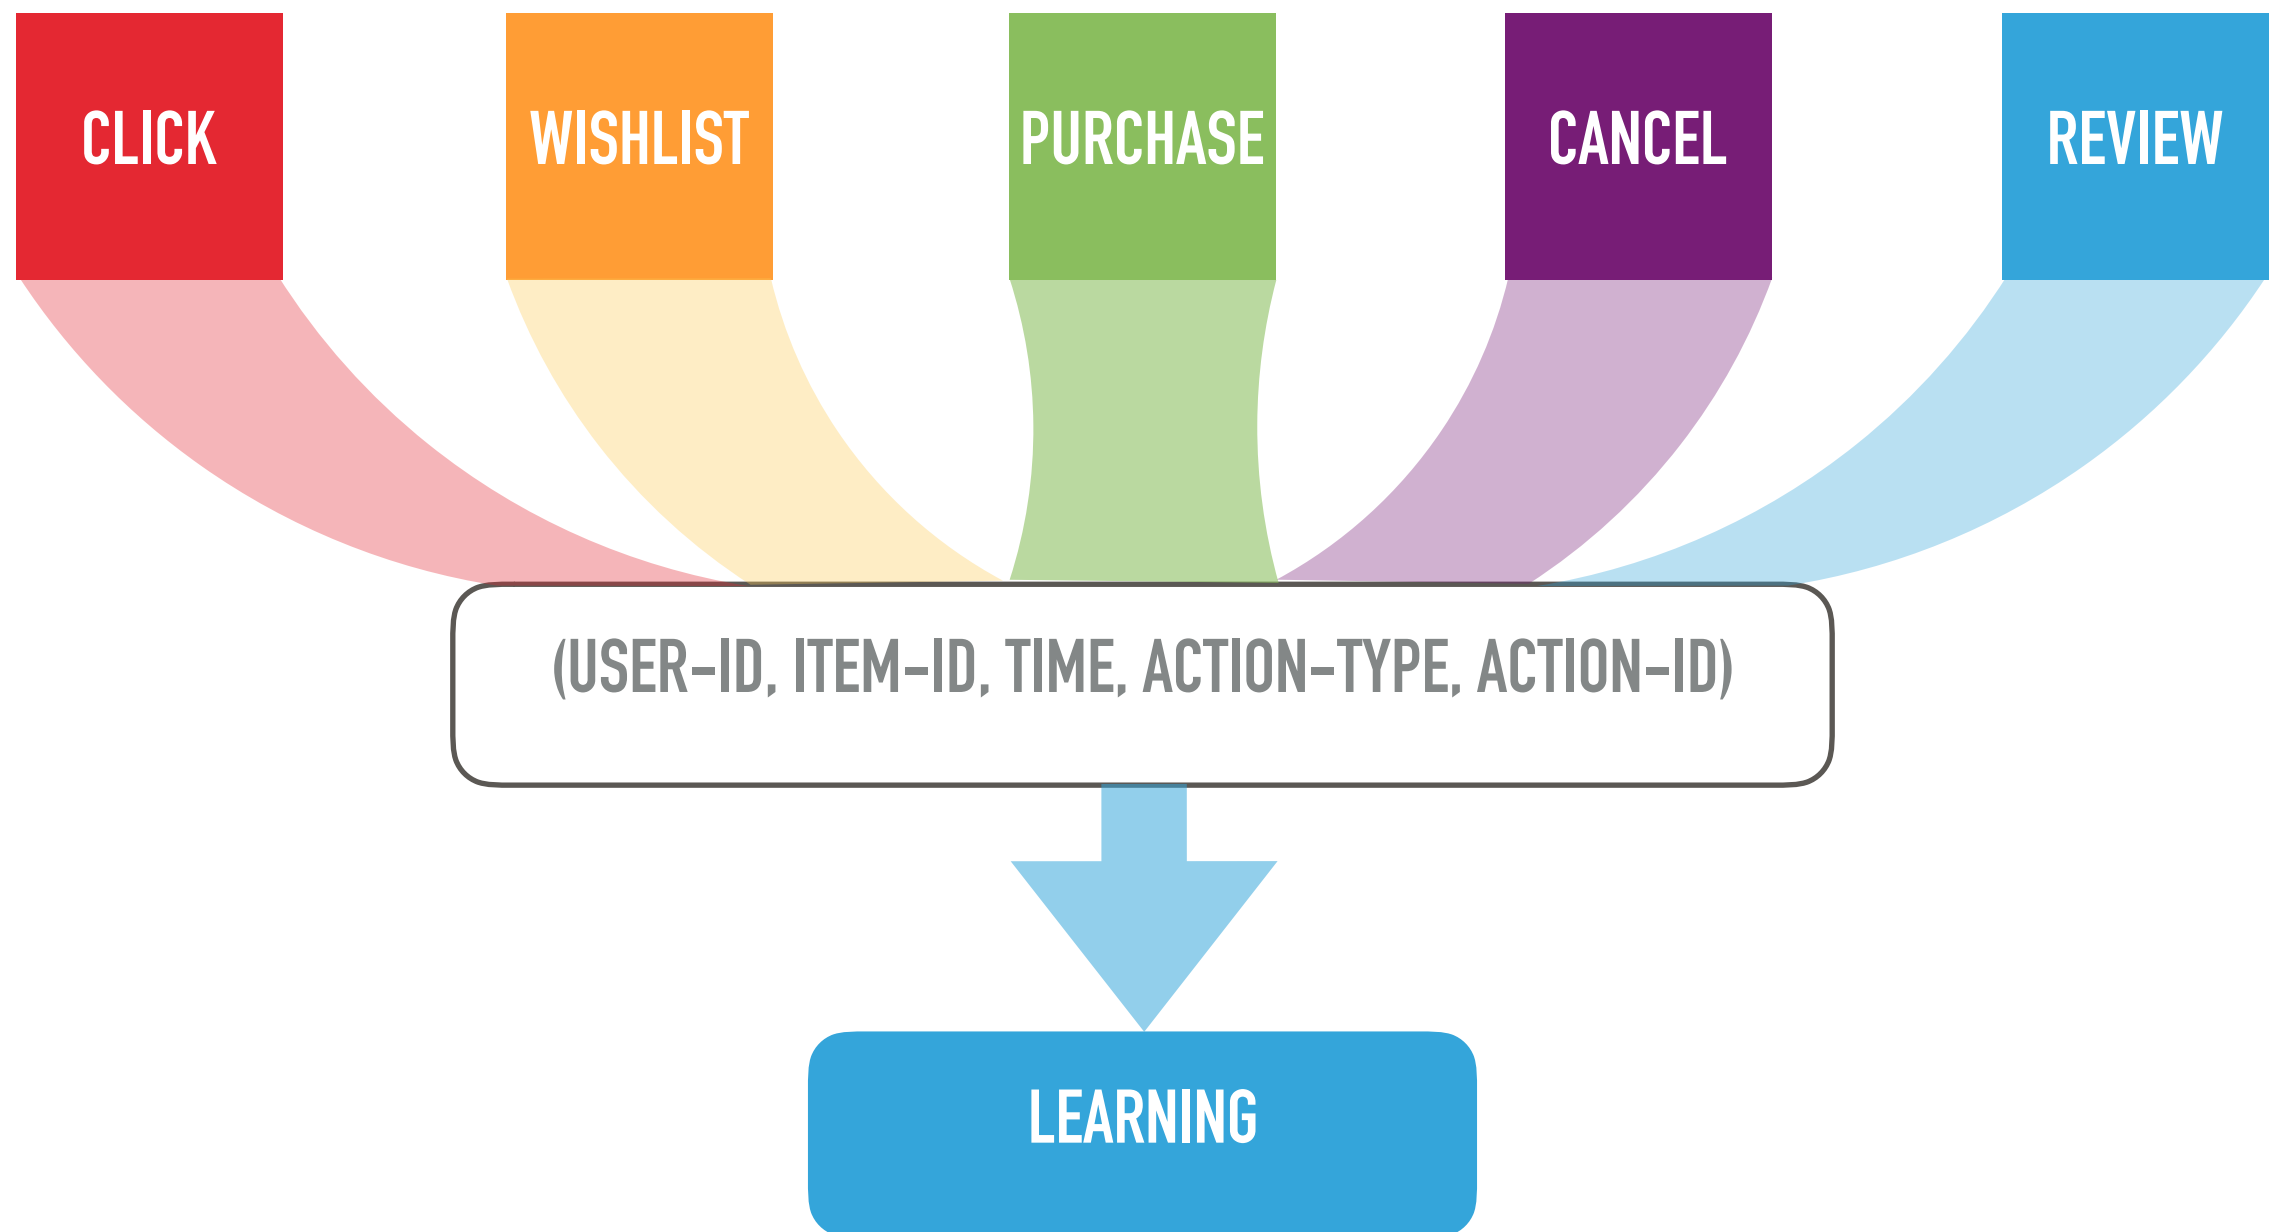 CLICK
WISHLIST
PURCHASE
CANCEL
REVIEW
(USER-ID, ITEM-ID, TIME, ACTION-TYPE, ACTION-ID)
LEARNING